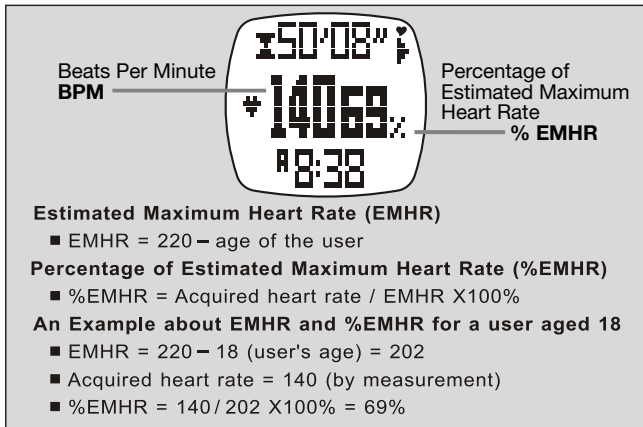 50'08"
Beats Per Minute
BPM
140 69%
Percentage of
Estimated Maximum
Heart Rate
% EMHR
A 8:38
Estimated Maximum Heart Rate (EMHR)
■ EMHR = 220 – age of the user
Percentage of Estimated Maximum Heart Rate (%EMHR)
■ %EMHR = Acquired heart rate / EMHR X100%
An Example about EMHR and %EMHR for a user aged 18
■ EMHR = 220 – 18 (user's age) = 202
■ Acquired heart rate = 140 (by measurement)
■ %EMHR = 140 / 202 X100% = 69%